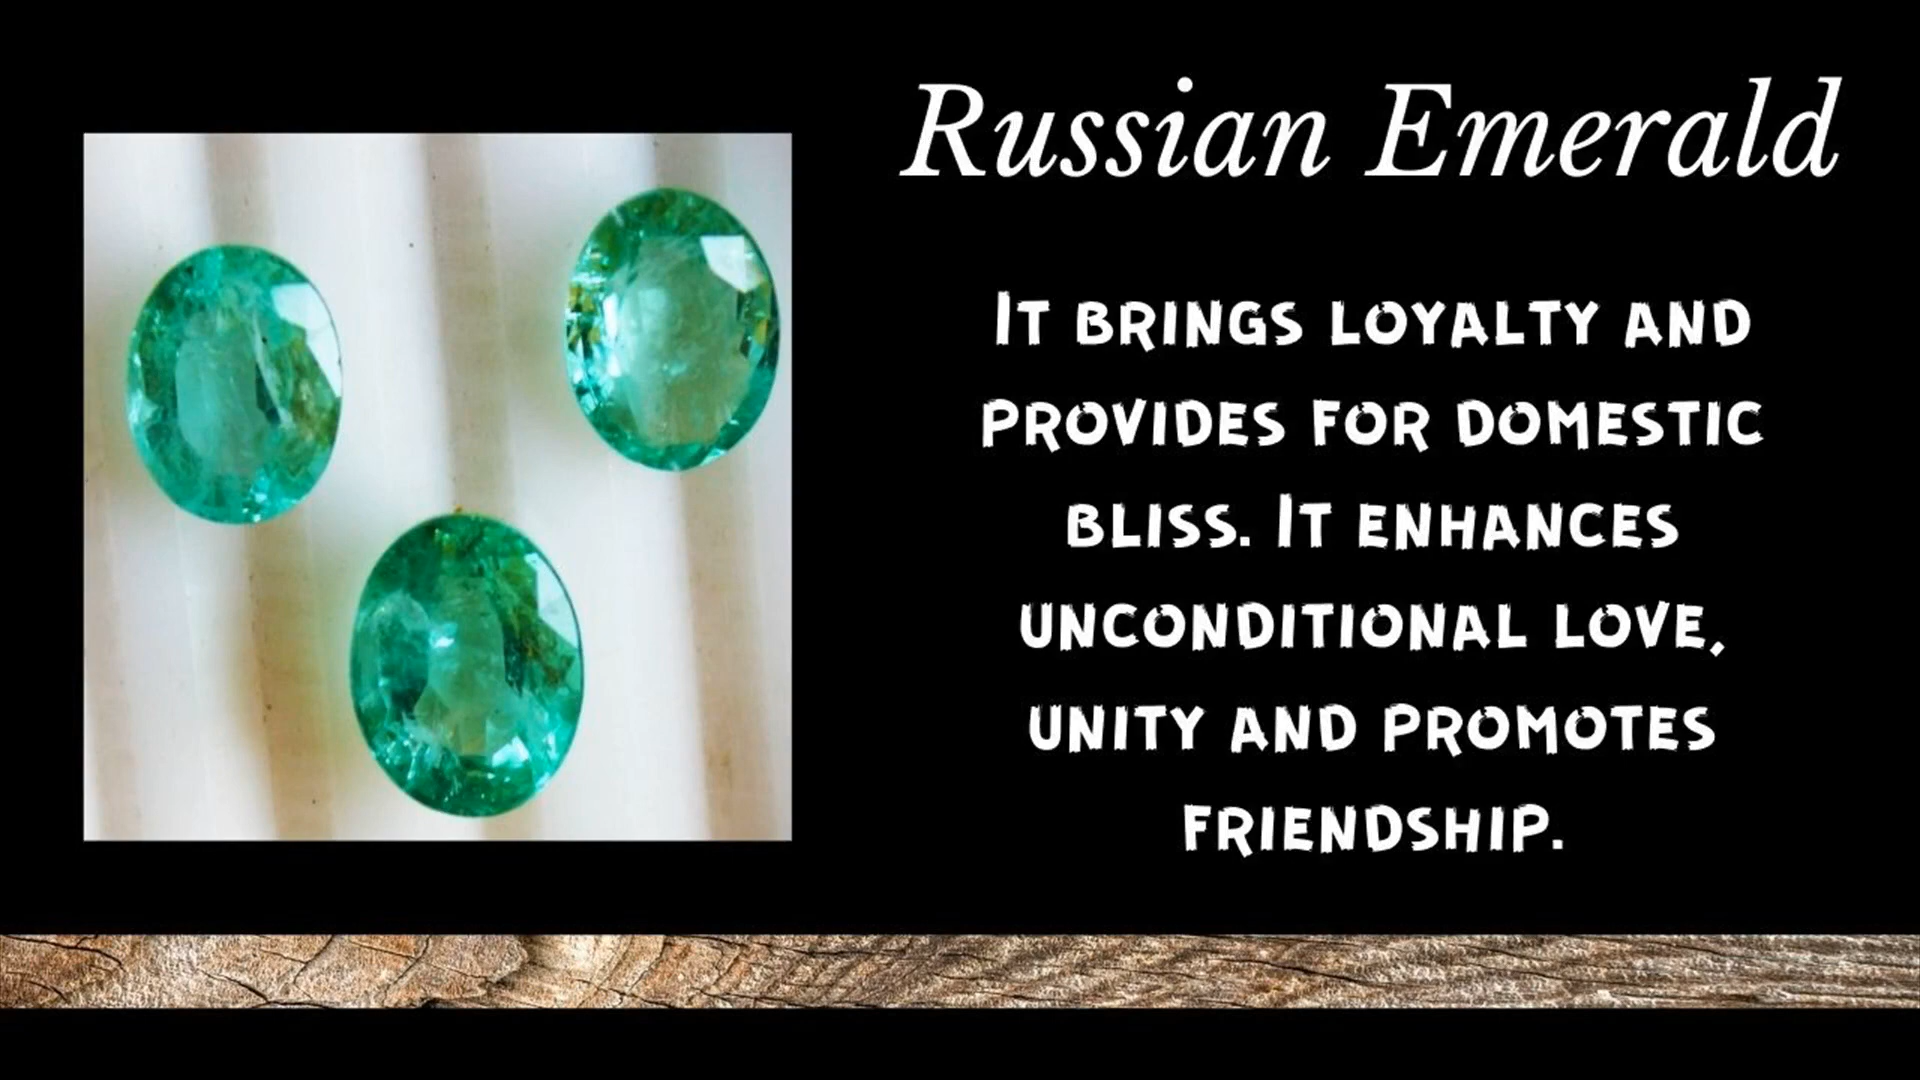 Russian Emerald
It brings loyalty and
provides for domestic
bliss. It enhances
unconditional love,
unity and promotes
friendship.